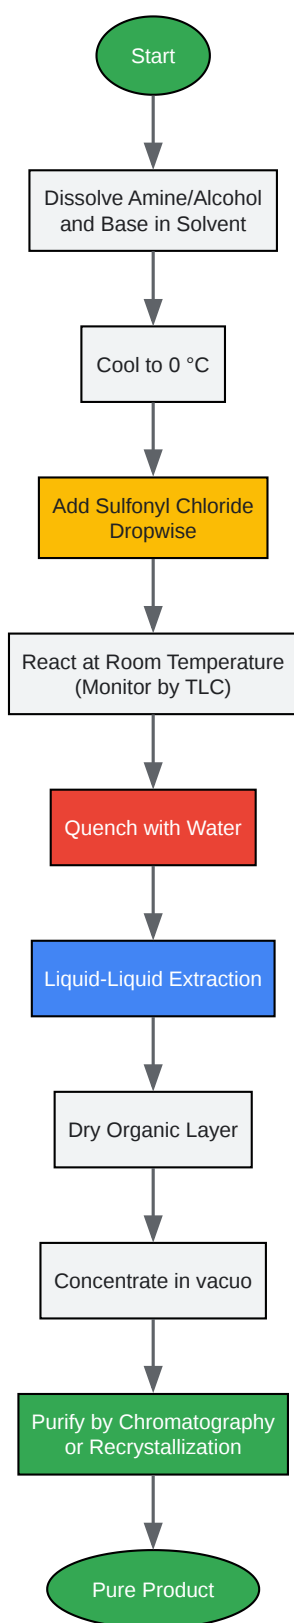 Start
Dissolve Amine/Alcohol
and Base in Solvent
Cool to 0 °C
Add Sulfonyl Chloride
Dropwise
React at Room Temperature
(Monitor by TLC)
Quench with Water
Liquid-Liquid Extraction
Dry Organic Layer
Concentrate in vacuo
Purify by Chromatography
or Recrystallization
Pure Product